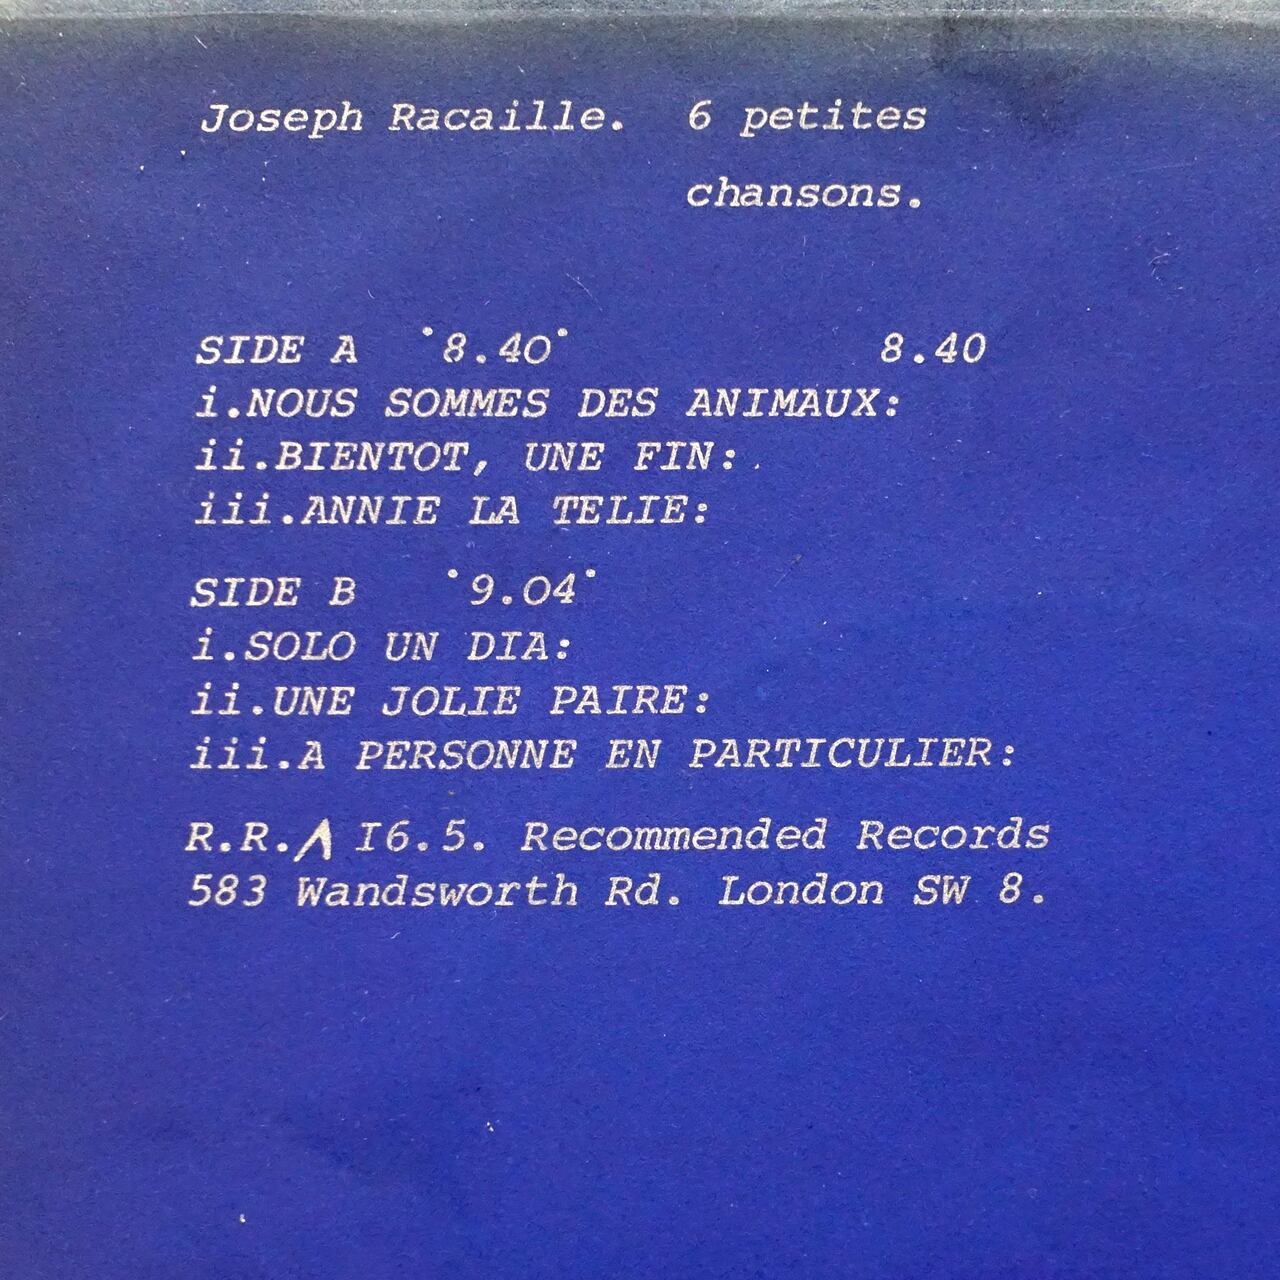 Joseph Racaille. 6 petites
chansons.
SIDE A '8.40' 8.40
i.NOUS SOMMES DES ANIMAUX:
ii.BIENTOT, UNE FIN:.
iii.ANNIE LA TELIE:
SIDE B '9.04'
i.SOLO UN DIA:
ii.UNE JOLIE PAIRE:
iii.A PERSONNE EN PARTICULIER:
R.R.A 16.5. Recommended Records
583 Wandsworth Rd. London SW 8.